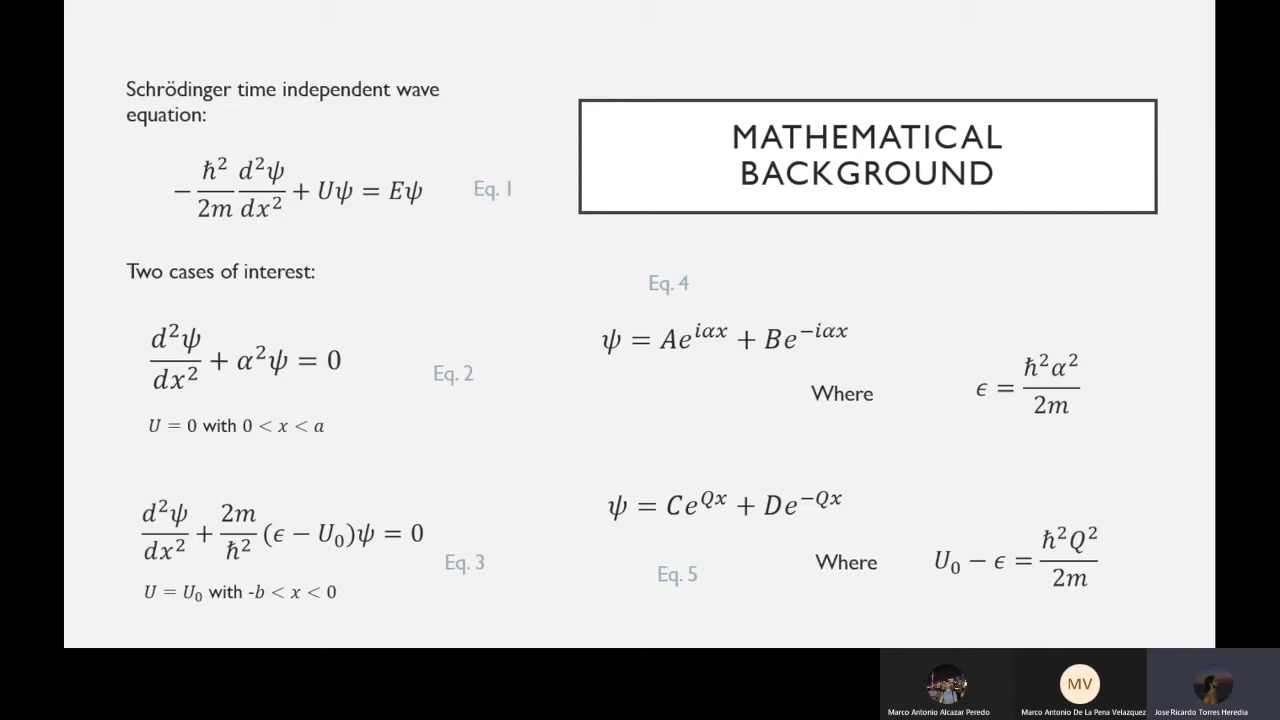 Schrödinger time independent wave
equation:
−ħ²/2m d²ψ/dx² + Uψ = Eψ
Eq. 1
MATHEMATICAL
BACKGROUND
Two cases of interest:
d²ψ/dx² + α²ψ = 0
Eq. 2
U = 0 with 0 < x < a
Eq. 4
ψ = Ae^{iαx} + Be^{−iαx}
Where
ϵ = ħ²α²/2m
d²ψ/dx² + 2m/ħ² (ϵ − U₀)ψ = 0
Eq. 3
U = U₀ with -b < x < 0
ψ = Ce^{Qx} + De^{−Qx}
Eq. 5
Where
U₀ − ϵ = ħ²Q²/2m
MV
Marco Antonio Alcazar Peredo
Marco Antonio De La Pena Velazquez
Jose Ricardo Torres Heredia